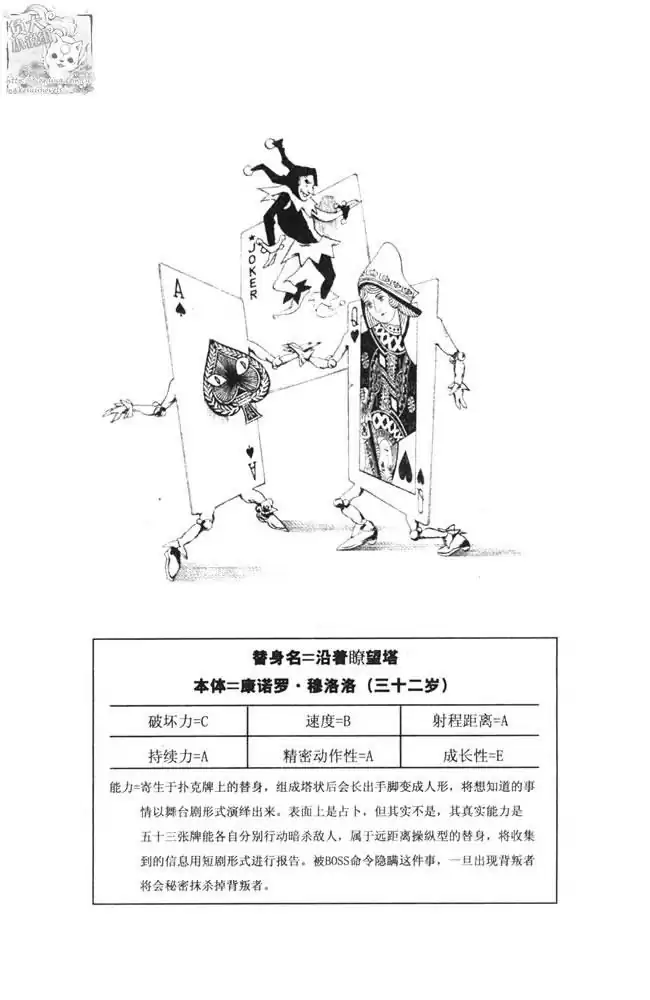 JOKER
A
Q
A
Q
替身名=沿着瞭望塔
本体=康诺罗·穆洛洛（三十二岁）
破坏力=C 速度=B 射程距离=A
持续力=A 精密动作性=A 成长性=E
能力=寄生于扑克牌上的替身，组成塔状后会长出手脚变成人形，将想知道的事
情以舞台剧形式演绎出来。表面上是占卜，但其实不是，其真实能力是
五十三张牌能各自分别行动暗杀敌人，属于远距离操纵型的替身，将收集
到的信息用短剧形式进行报告。被BOSS命令隐瞒这件事，一旦出现背叛者
将会秘密抹杀掉背叛者。